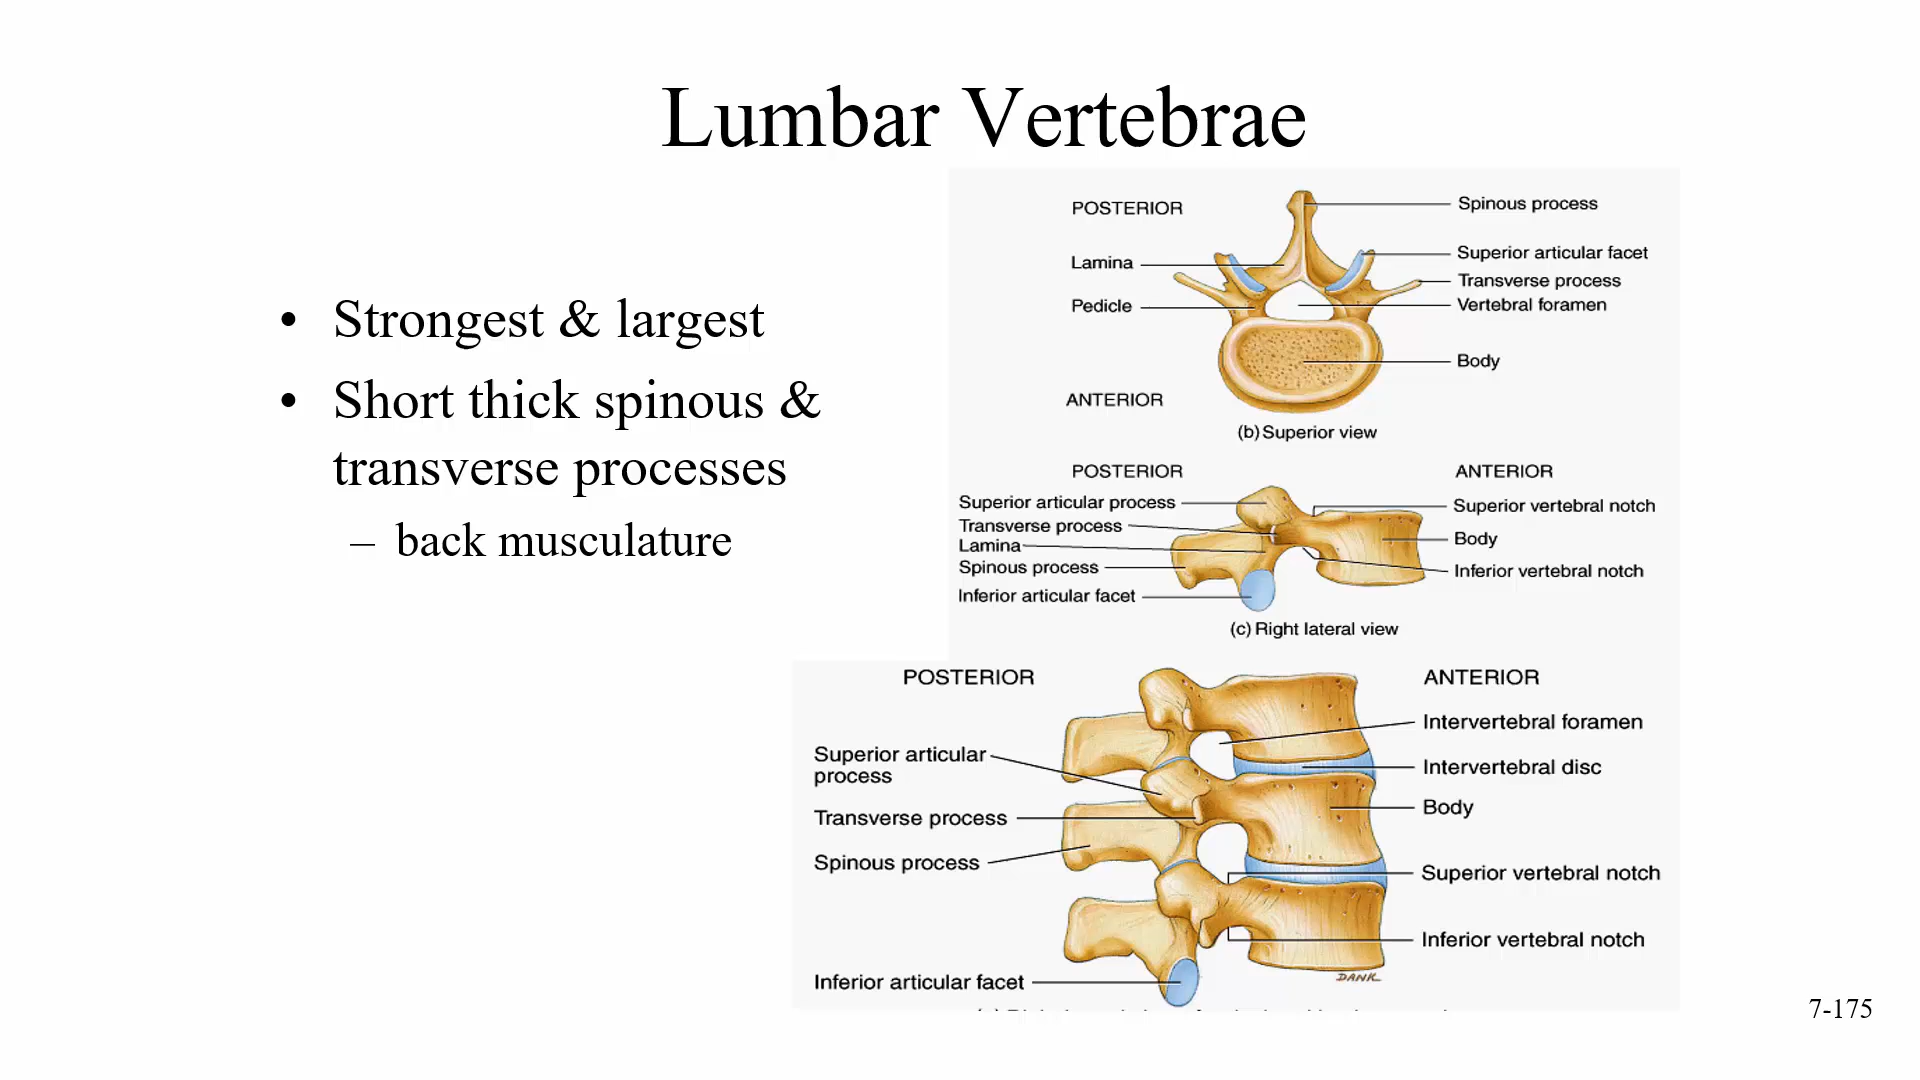 Lumbar Vertebrae
• Strongest & largest
• Short thick spinous &
transverse processes
– back musculature
POSTERIOR
Spinous process
Lamina
Superior articular facet
Transverse process
Pedicle
Vertebral foramen
Body
ANTERIOR
(b) Superior view
POSTERIOR
ANTERIOR
Superior articular process
Transverse process
Lamina
Spinous process
Inferior articular facet
Superior vertebral notch
Body
Inferior vertebral notch
(c) Right lateral view
POSTERIOR
ANTERIOR
Superior articular
process
Transverse process
Spinous process
Inferior articular facet
Intervertebral foramen
Intervertebral disc
Body
Superior vertebral notch
Inferior vertebral notch
DANK
7-175